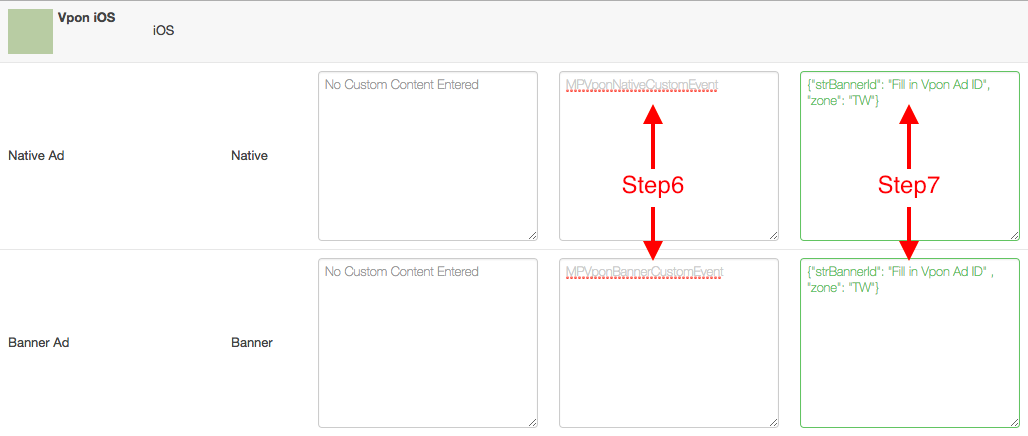 Vpon iOS
iOS
Native Ad
Native
No Custom Content Entered
MPVponNativeCustomEvent
{"strBannerId": "Fill in Vpon Ad ID",
"zone": "TW"}
Step6
Step7
Banner Ad
Banner
No Custom Content Entered
MPVponBannerCustomEvent
{"strBannerId": "Fill in Vpon Ad ID" ,
"zone": "TW"}